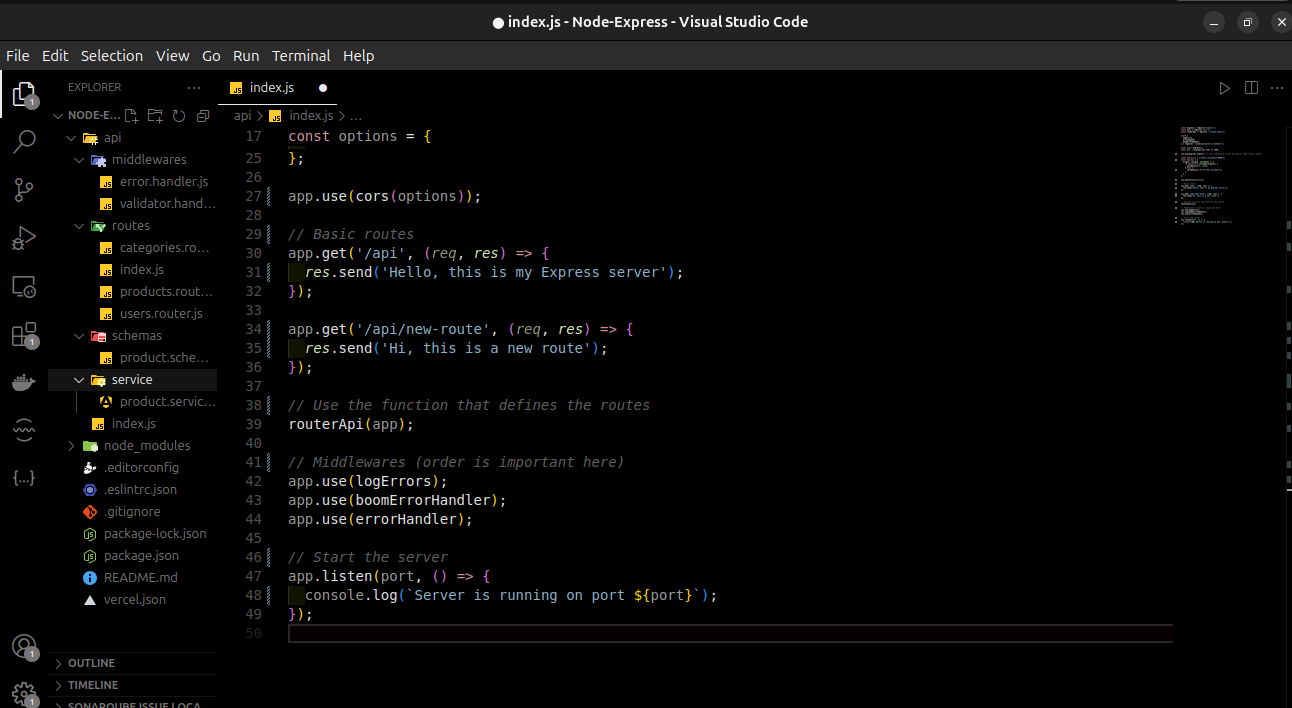 index.js - Node-Express - Visual Studio Code
File Edit Selection View Go Run Terminal Help
EXPLORER
index.js
NODE-E...
api > index.js > ...
api
middlewares
error.handler.js
validator.hand...
routes
categories.ro...
index.js
products.rout...
users.router.js
schemas
product.sche...
service
product.servic...
index.js
node_modules
.editorconfig
.eslintrc.json
.gitignore
package-lock.json
package.json
README.md
vercel.json
OUTLINE
TIMELINE
SONARQUBE ISSUE LOCA
17 const options = {
25 };
26
27 app.use(cors(options));
28
29 // Basic routes
30 app.get('/api', (req, res) => {
31 res.send('Hello, this is my Express server');
32 });
33
34 app.get('/api/new-route', (req, res) => {
35 res.send('Hi, this is a new route');
36 });
37
38 // Use the function that defines the routes
39 routerApi(app);
40
41 // Middlewares (order is important here)
42 app.use(logErrors);
43 app.use(boomErrorHandler);
44 app.use(errorHandler);
45
46 // Start the server
47 app.listen(port, () => {
48 console.log(`Server is running on port ${port}`);
49 });
50
1
1
1
1